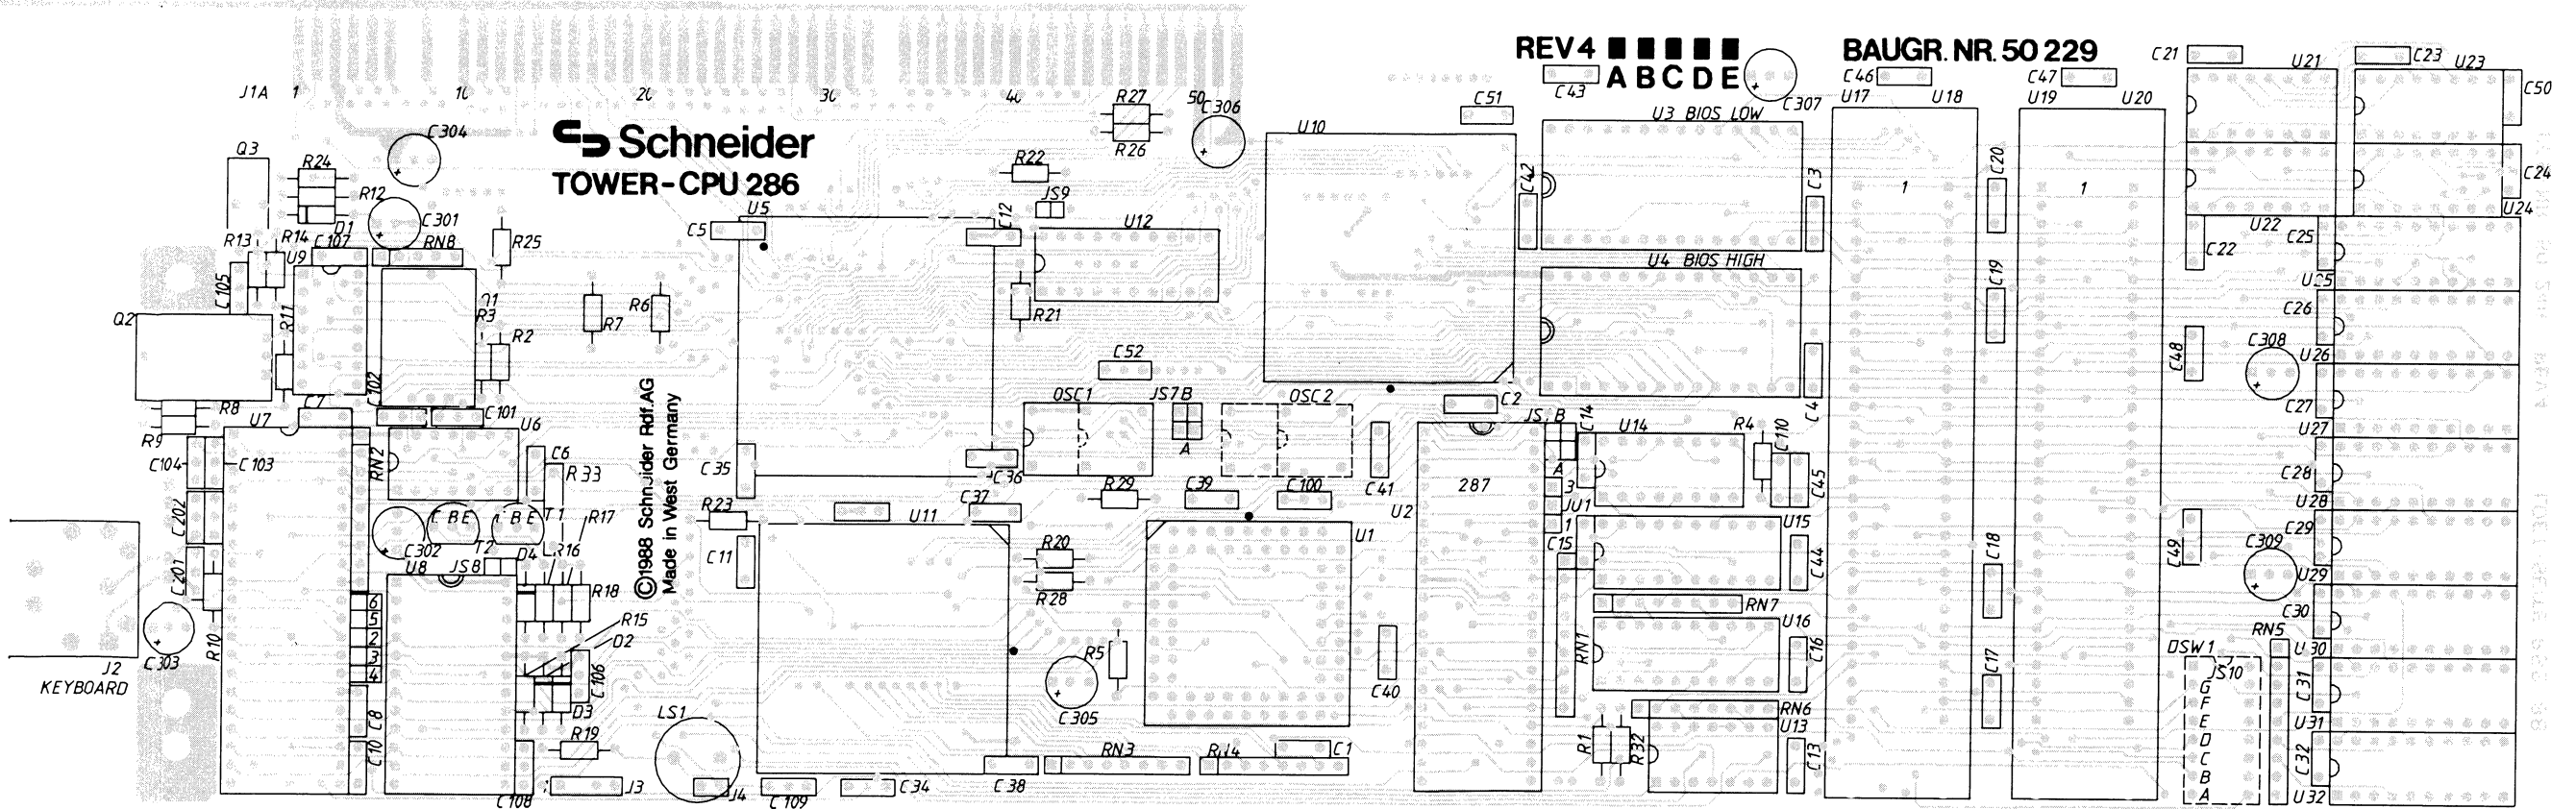 REV4 ABCDE
BAUGR. NR. 50 229
C21
U21
C23
U23
C50
J1A 1 10
50
C306
R27
R26
C51
C43
C307
C46
U17
U18
C47
U19
U20
U3 BIOS LOW
U10
C304
Schneider
TOWER-CPU 286
Q3
R24
R12
D1
C301
R22
JS9
C42
C3
C20
1
1
C24
U24
R13
R14
C107
RN8
R25
C5
U5
C12
U12
U4 BIOS HIGH
U22
C22
C25
U9
C105
C19
C26
Q2
R11
R3
R2
R7
R6
R21
C48
C308
U26
C52
C102
OSC1
JS7B
OSC2
C2
C4
C27
R8
U7
C7
C101
U6
C14
U14
R4
C110
U27
R9
RN2
C6
R33
C35
C36
A
C41
A
C45
C28
C104
C103
287
3
U28
C202
R23
U11
C37
R29
C39
C100
U2
JU1
1
U15
C29
©1988 Schneider Rdf.AG
Made in West Germany
T1
R17
C302
T2
D4
R16
C11
R20
U1
C15
C44
C18
C49
C309
U29
C201
U8
JS8
R18
R28
RN7
C30
6
5
2
3
4
R15
D2
R10
U16
RN5
U30
C303
J2
KEYBOARD
C106
R5
C40
RN1
C16
C17
DSW1
JS10
G
F
E
D
C
B
A
C31
C8
D3
LS1
C305
RN6
U31
C10
R19
RN3
C1
R1
R32
U13
C13
C32
C108
J3
J4
C109
C34
C38
U32